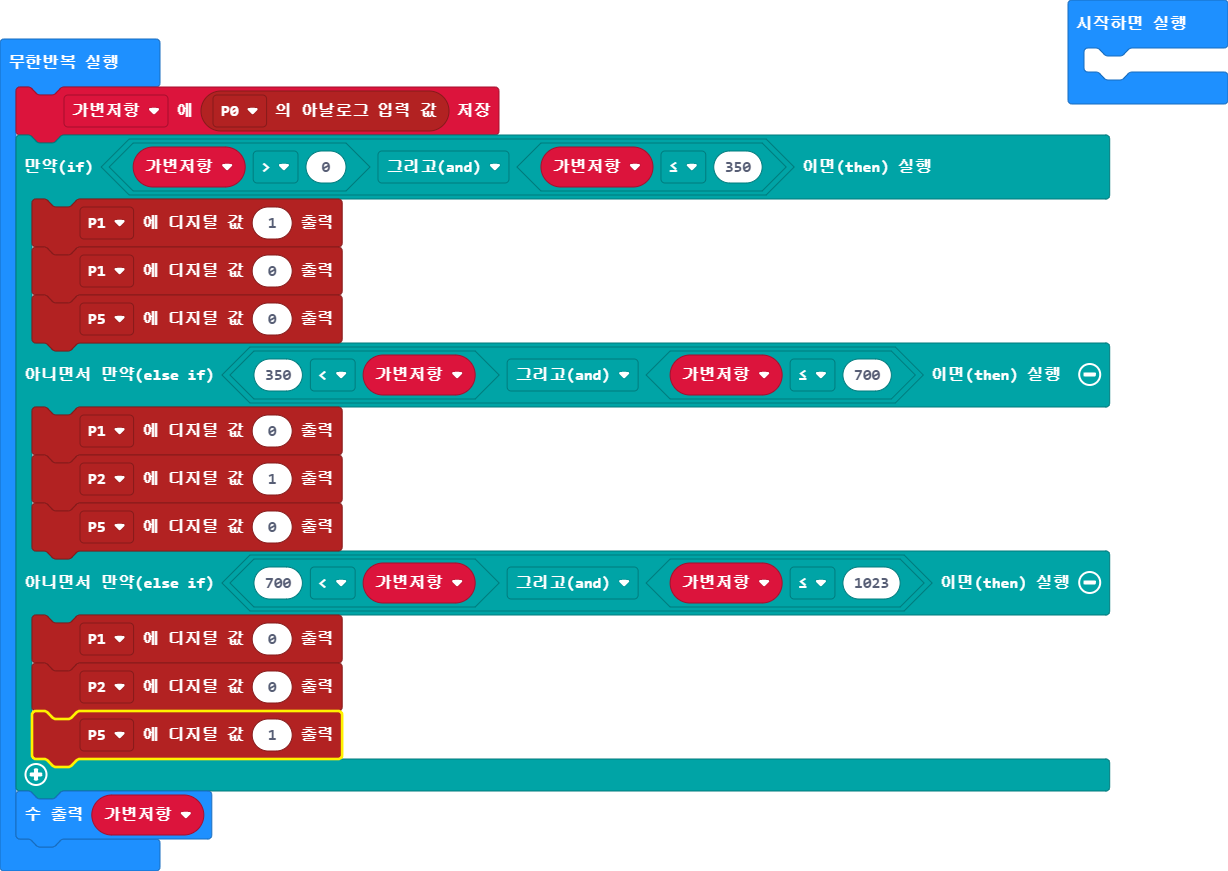 시작하면 실행
무한반복 실행
가변저항 에 P0 의 아날로그 입력 값 저장
만약(if) 가변저항 > 0 그리고(and) 가변저항 ≤ 350 이면(then) 실행
P1 에 디지털 값 1 출력
P1 에 디지털 값 0 출력
P5 에 디지털 값 0 출력
아니면서 만약(else if) 350 < 가변저항 그리고(and) 가변저항 ≤ 700 이면(then) 실행
P1 에 디지털 값 0 출력
P2 에 디지털 값 1 출력
P5 에 디지털 값 0 출력
아니면서 만약(else if) 700 < 가변저항 그리고(and) 가변저항 ≤ 1023 이면(then) 실행
P1 에 디지털 값 0 출력
P2 에 디지털 값 0 출력
P5 에 디지털 값 1 출력
수 출력 가변저항